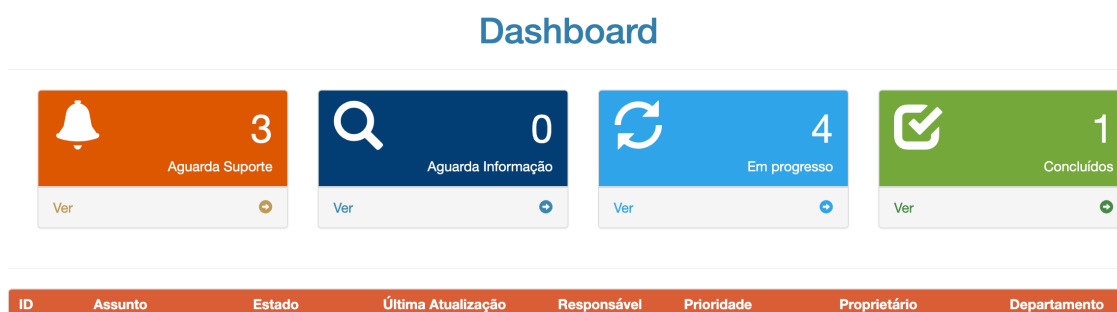 Dashboard
3
Aguarda Suporte
Ver
0
Aguarda Informação
Ver
4
Em progresso
Ver
1
Concluídos
Ver
ID Assunto Estado Última Atualização Responsável Prioridade Proprietário Departamento